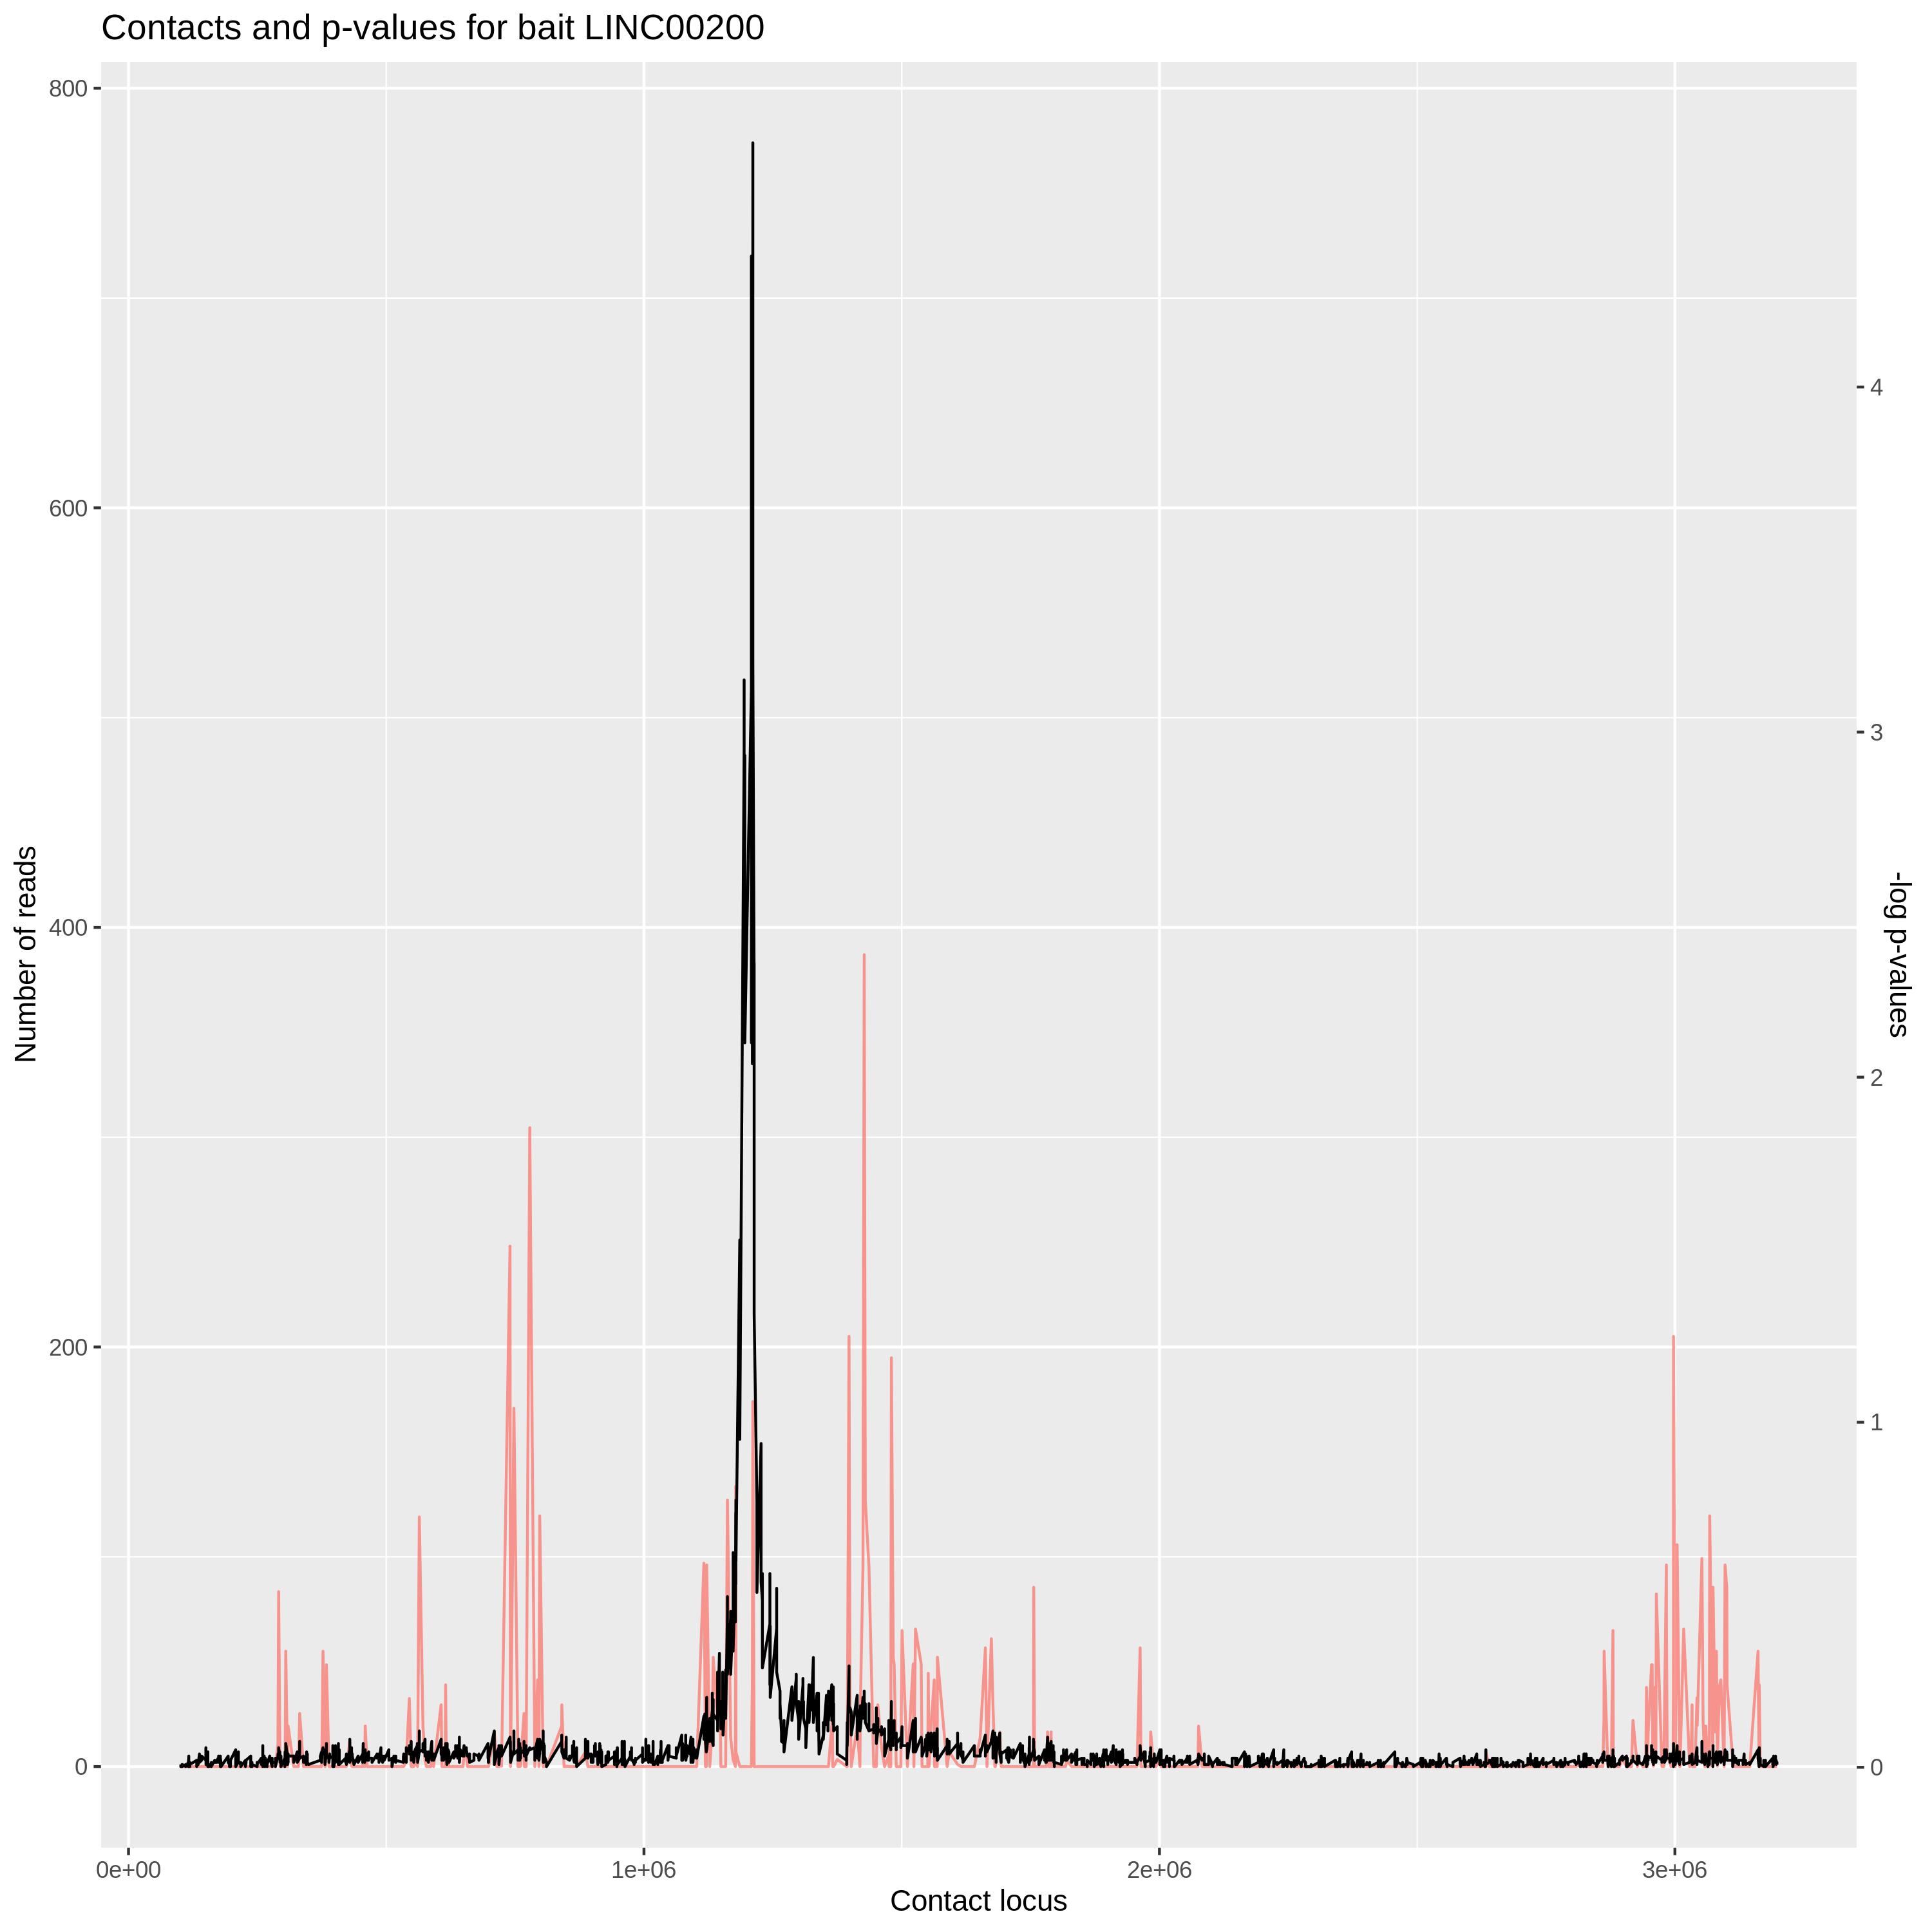 Contacts and p-values for bait LINC00200
800
600
400
200
0
Number of reads
4
3
2
1
0
-log p-values
0e+00 1e+06 2e+06 3e+06
Contact locus